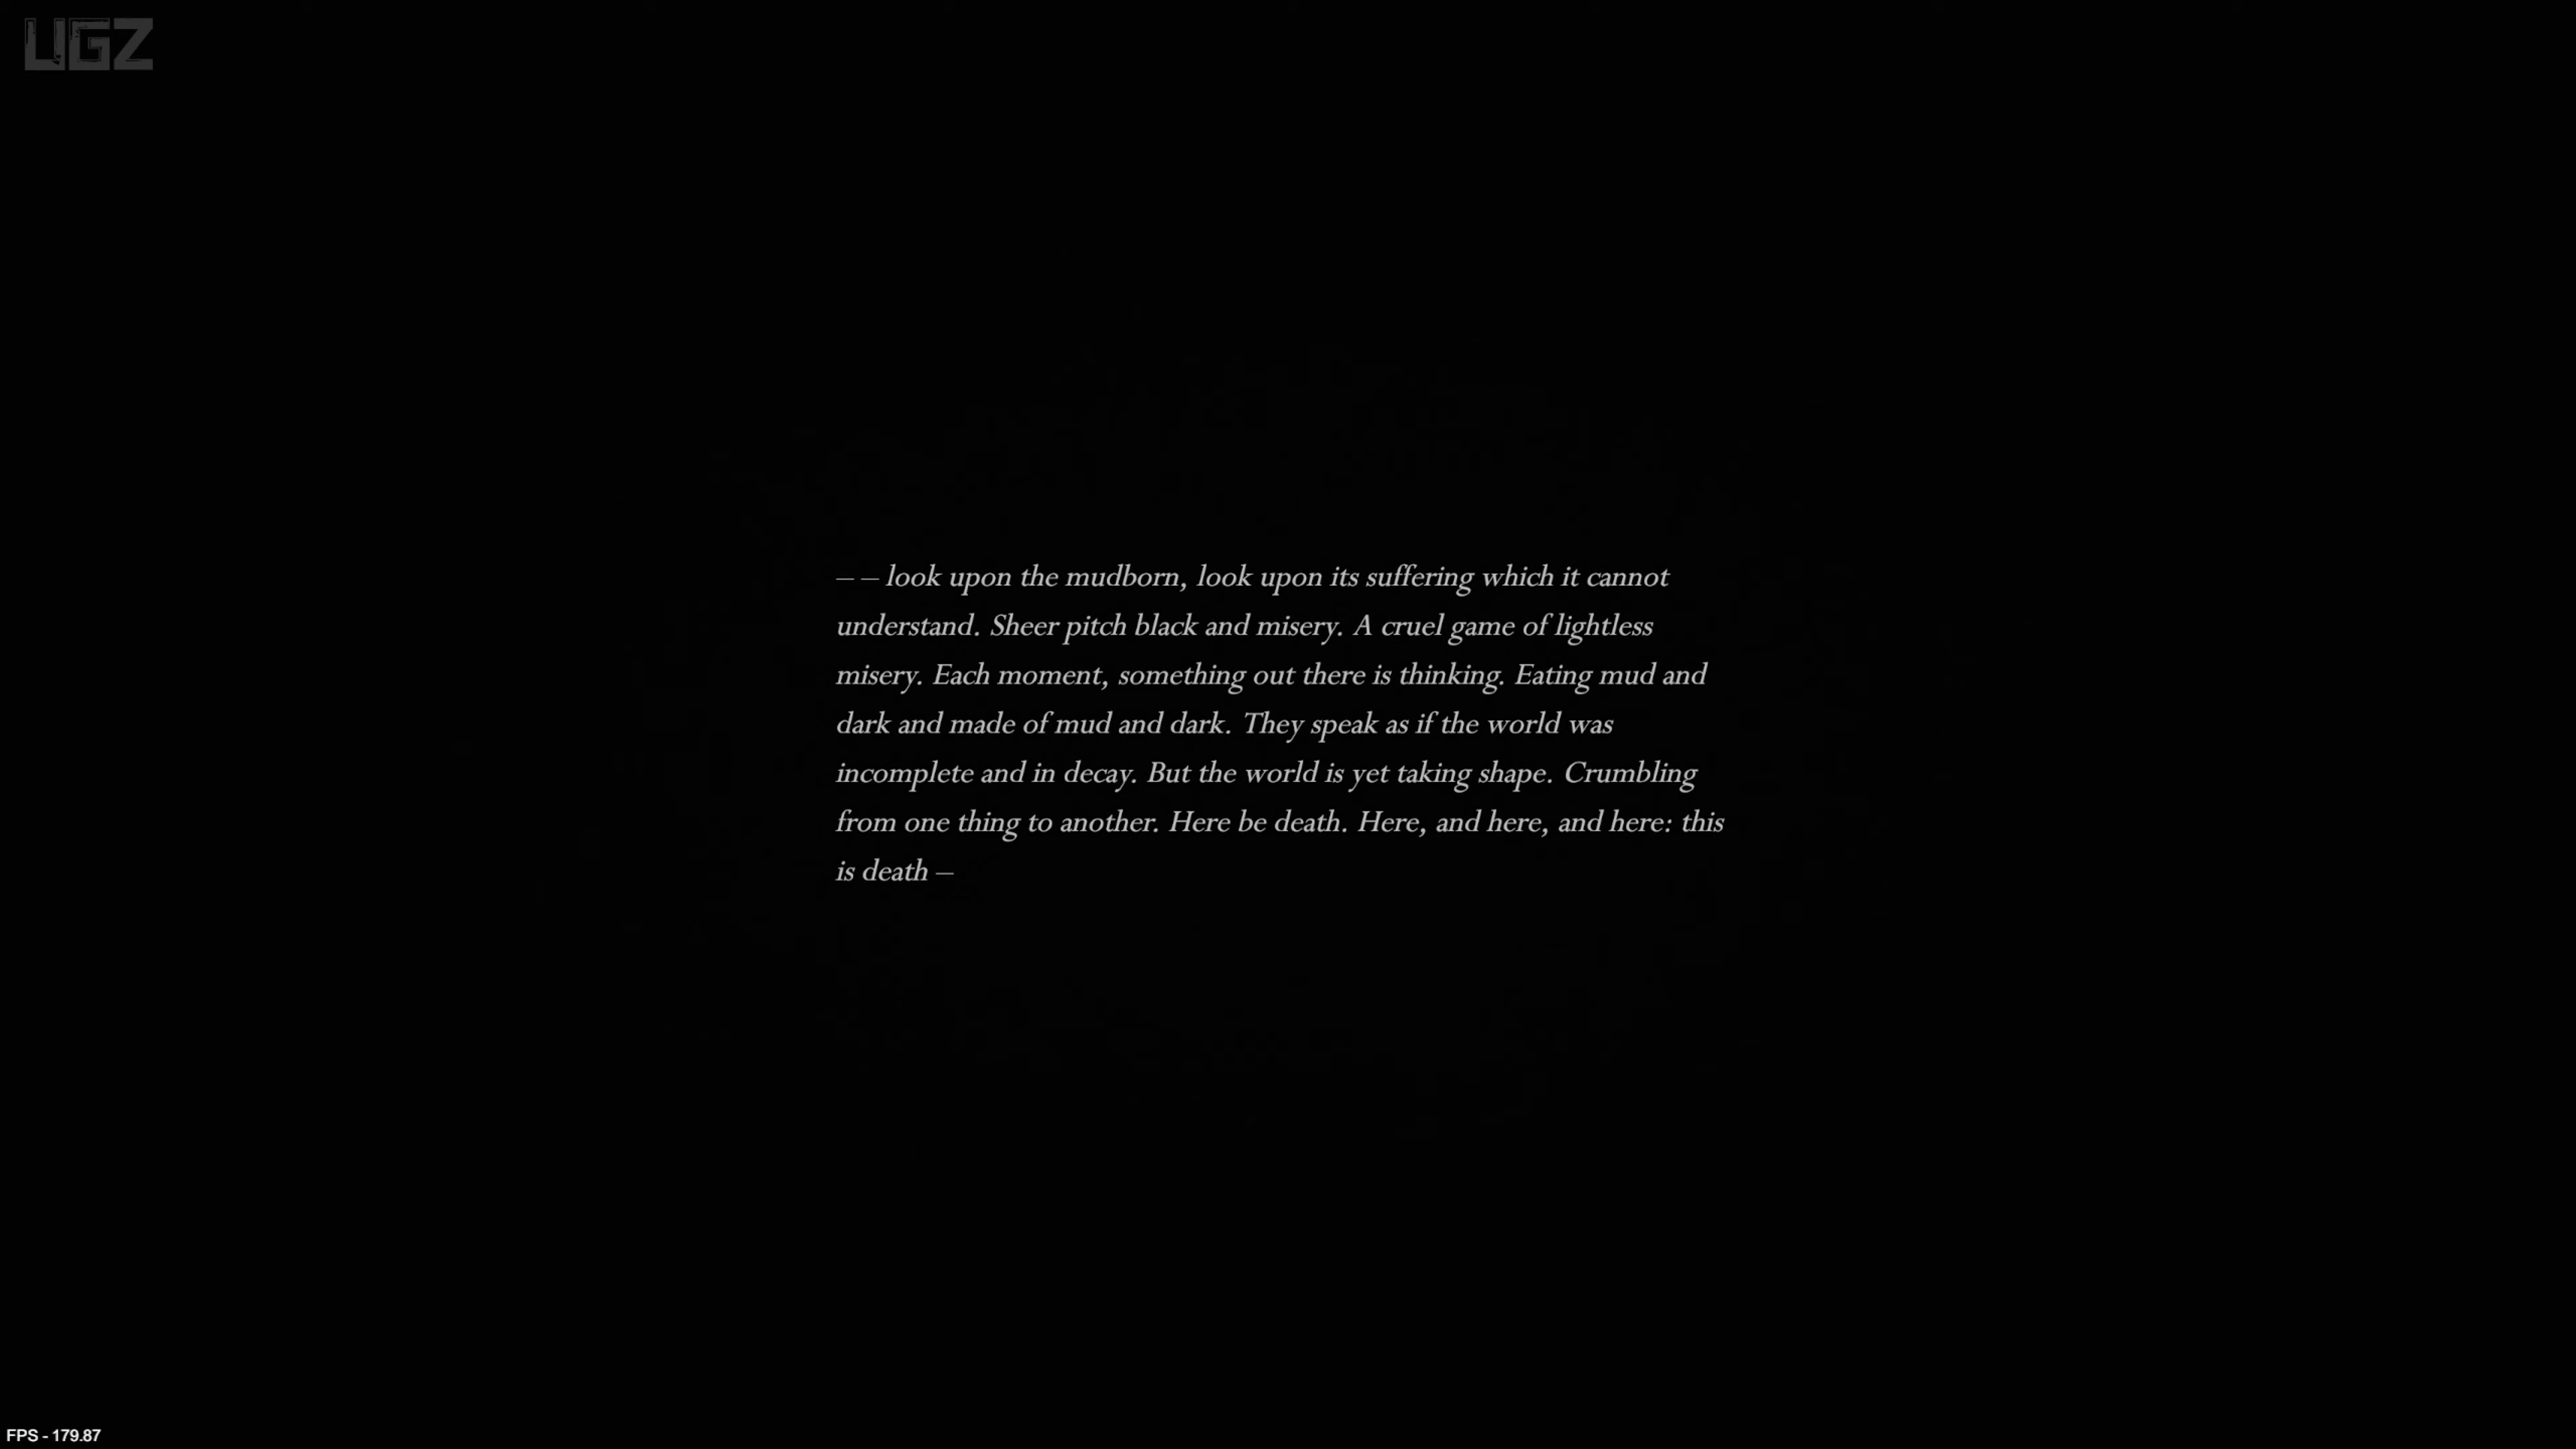 UGZ
– – look upon the mudborn, look upon its suffering which it cannot
understand. Sheer pitch black and misery. A cruel game of lightless
misery. Each moment, something out there is thinking. Eating mud and
dark and made of mud and dark. They speak as if the world was
incomplete and in decay. But the world is yet taking shape. Crumbling
from one thing to another. Here be death. Here, and here, and here: this
is death –
FPS - 179.87